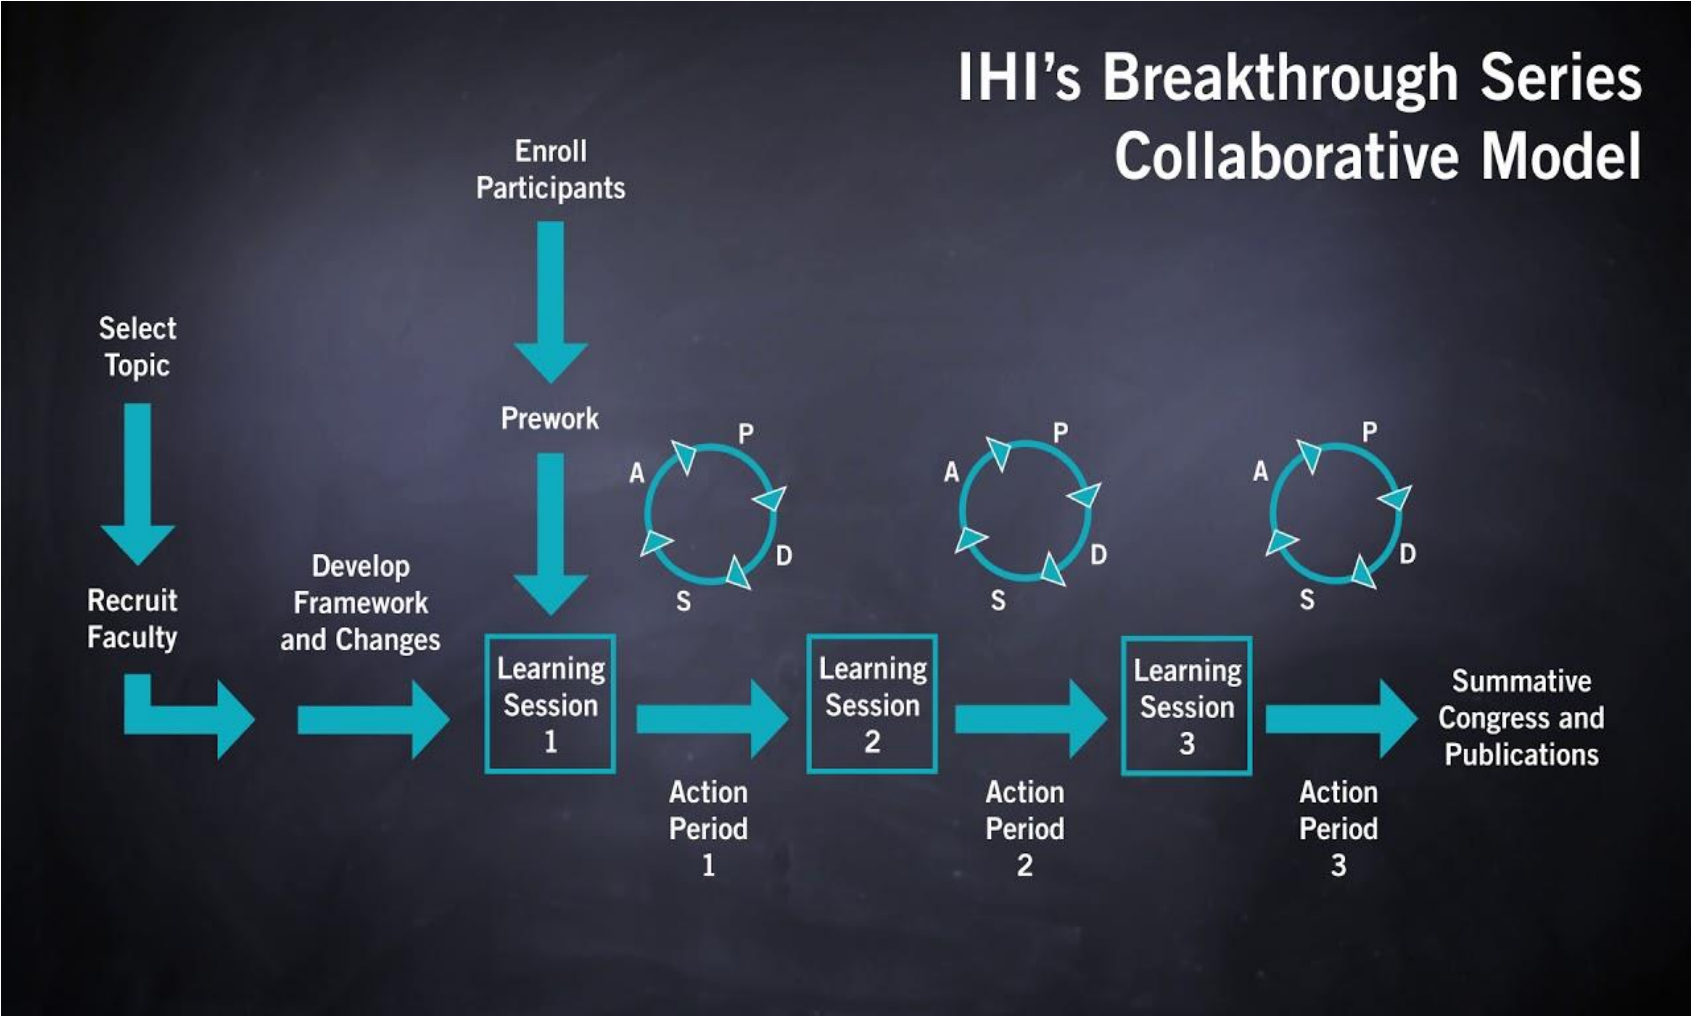 IHI's Breakthrough Series
Collaborative Model
Enroll
Participants
Select
Topic
Prework
Recruit
Faculty
Develop
Framework
and Changes
Learning
Session
1
P
A
D
S
Action
Period
1
Learning
Session
2
P
A
D
S
Action
Period
2
Learning
Session
3
P
A
D
S
Action
Period
3
Summative
Congress and
Publications